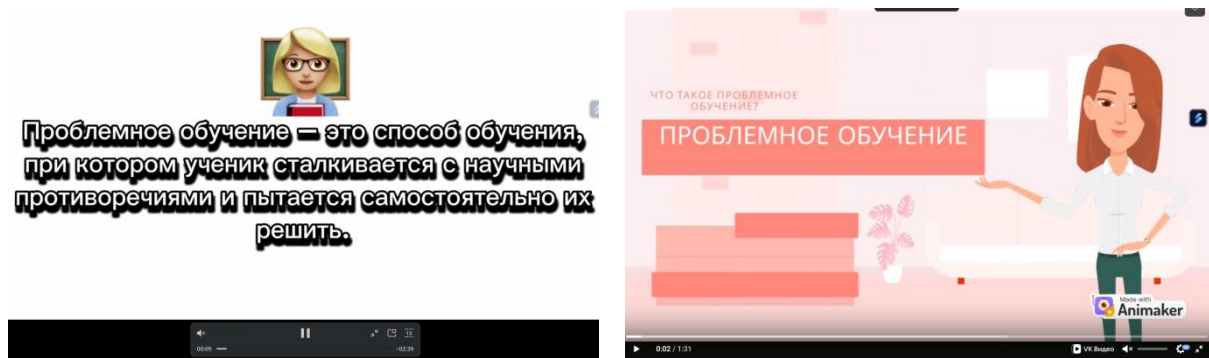 Проблемное обучение — это способ обучения,
при котором ученик сталкивается с научными
противоречиями и пытается самостоятельно их
решить.
00:09
-02:39
ЧТО ТАКОЕ ПРОБЛЕМНОЕ
ОБУЧЕНИЕ?
ПРОБЛЕМНОЕ ОБУЧЕНИЕ
Made with
Animaker
0:02 / 1:31
VK Видео